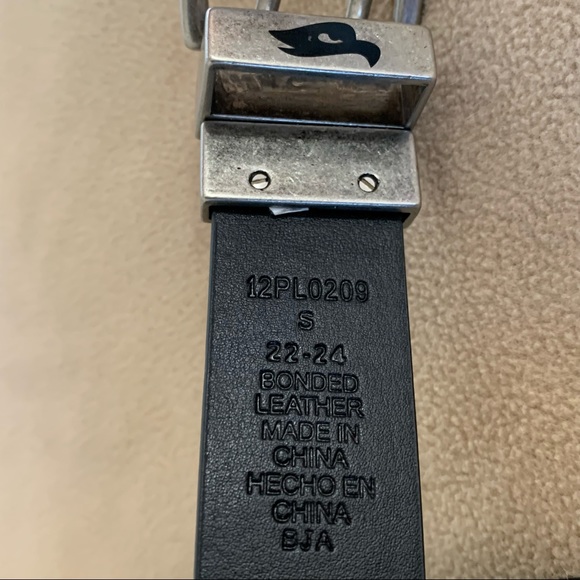 12PL0209
S
22-24
BONDED
LEATHER
MADE IN
CHINA
HECHO EN
CHINA
BJA